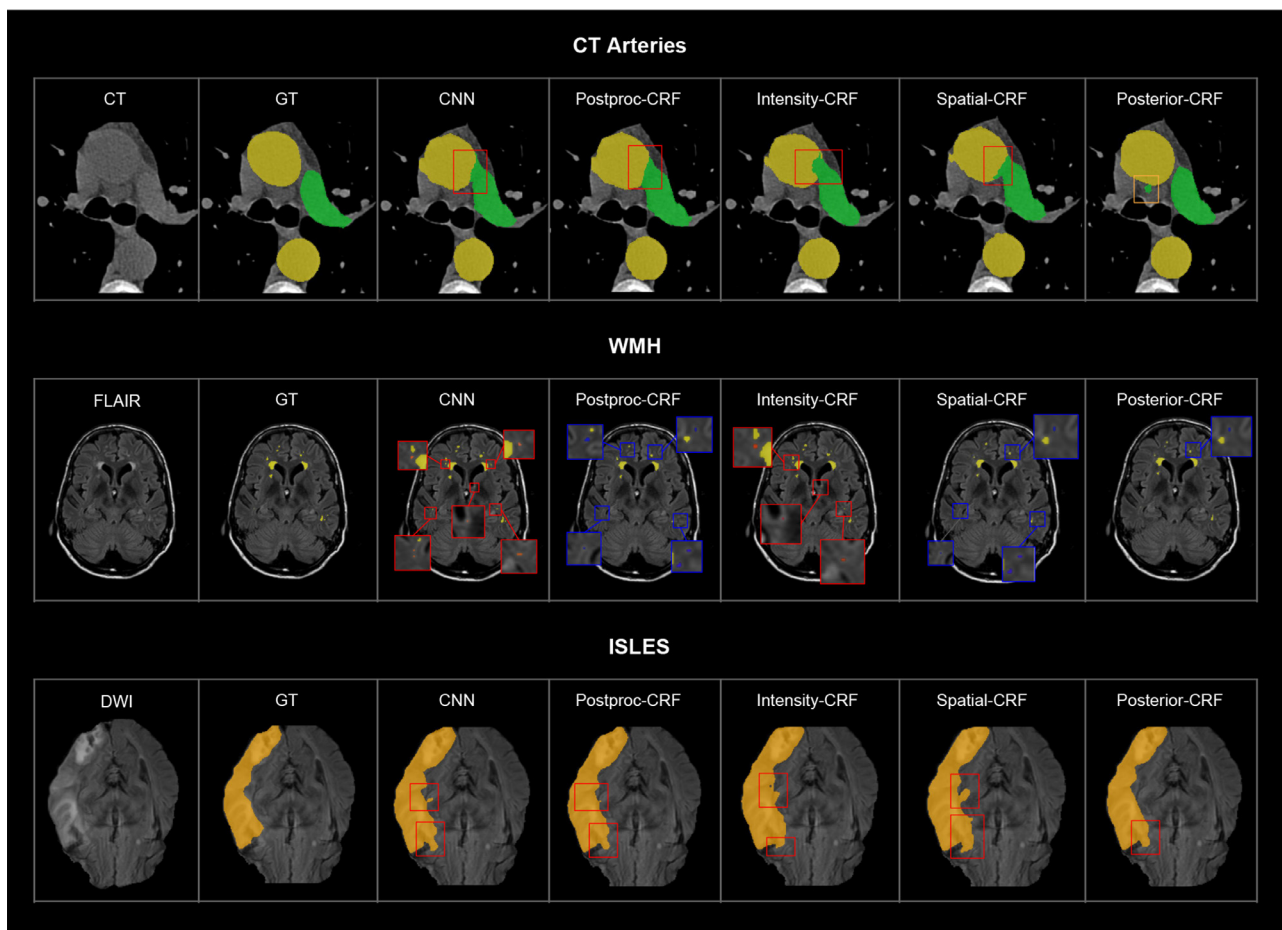 CT Arteries
CT GT CNN Postproc-CRF Intensity-CRF Spatial-CRF Posterior-CRF
WMH
FLAIR GT CNN Postproc-CRF Intensity-CRF Spatial-CRF Posterior-CRF
ISLES
DWI GT CNN Postproc-CRF Intensity-CRF Spatial-CRF Posterior-CRF